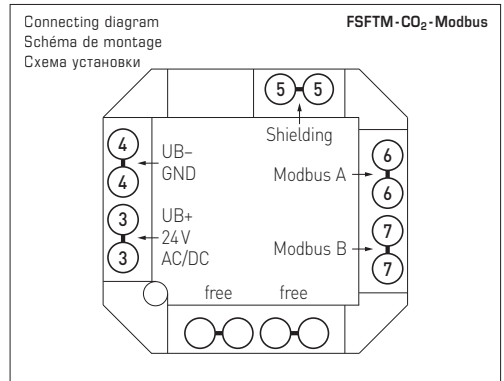 Connecting diagram
Schéma de montage
Схема установки
FSFTM-CO₂-Modbus
5 5
Shielding
4
4
UB–
GND
3
3
UB+
24V
AC/DC
Modbus A
6
6
Modbus B
7
7
free free